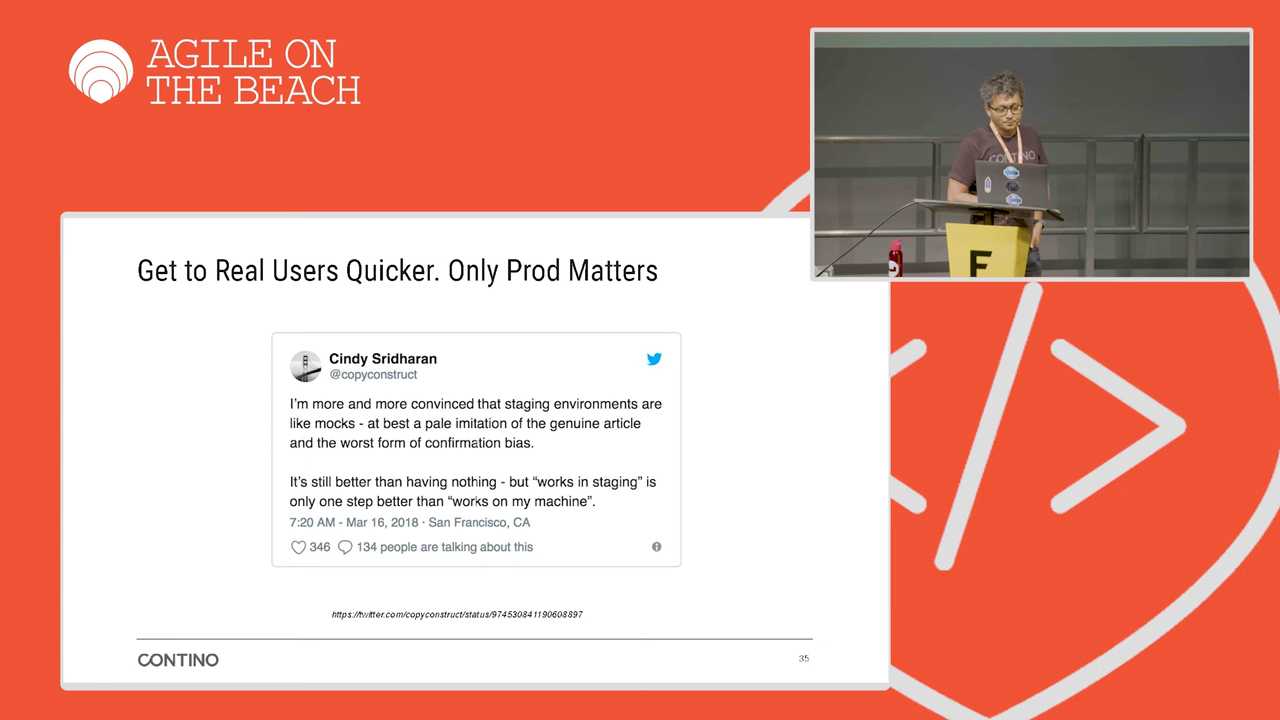 AGILE ON
THE BEACH
CONTINO
F
Get to Real Users Quicker. Only Prod Matters
Cindy Sridharan
@copyconstruct
I'm more and more convinced that staging environments are
like mocks - at best a pale imitation of the genuine article
and the worst form of confirmation bias.
It's still better than having nothing - but “works in staging” is
only one step better than “works on my machine”.
7:20 AM - Mar 16, 2018 · San Francisco, CA
346 134 people are talking about this
https://twitter.com/copyconstruct/status/974530841190608897
CONTINO
35